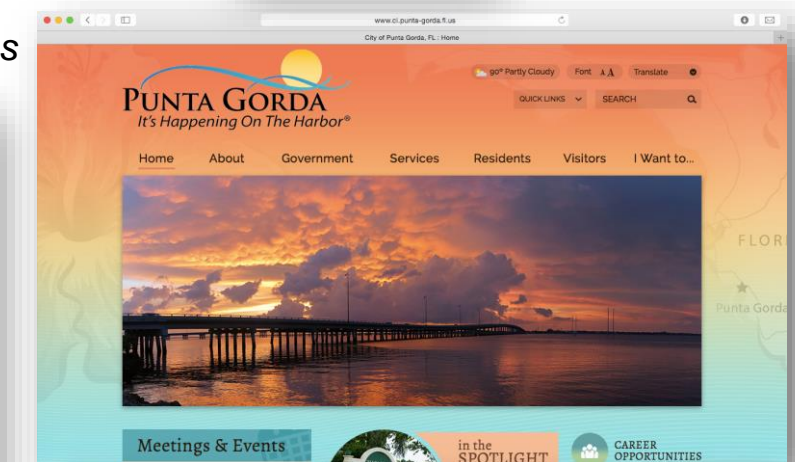 s
www.ci.punta-gorda.fl.us
City of Punta Gorda, FL : Home
90° Partly Cloudy Font A A Translate
PUNTA GORDA
It's Happening On The Harbor®
QUICK LINKS SEARCH
Home About Government Services Residents Visitors I Want to...
FLORI
Punta Gorda
Meetings & Events
in the
SPOTLIGHT
CAREER
OPPORTUNITIES